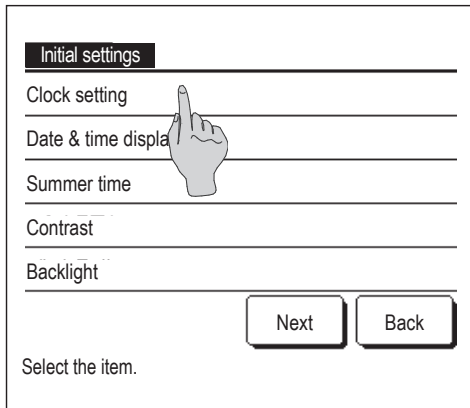 Initial settings
Clock setting
Date & time displa
Summer time
Contrast
Backlight
Next
Back
Select the item.